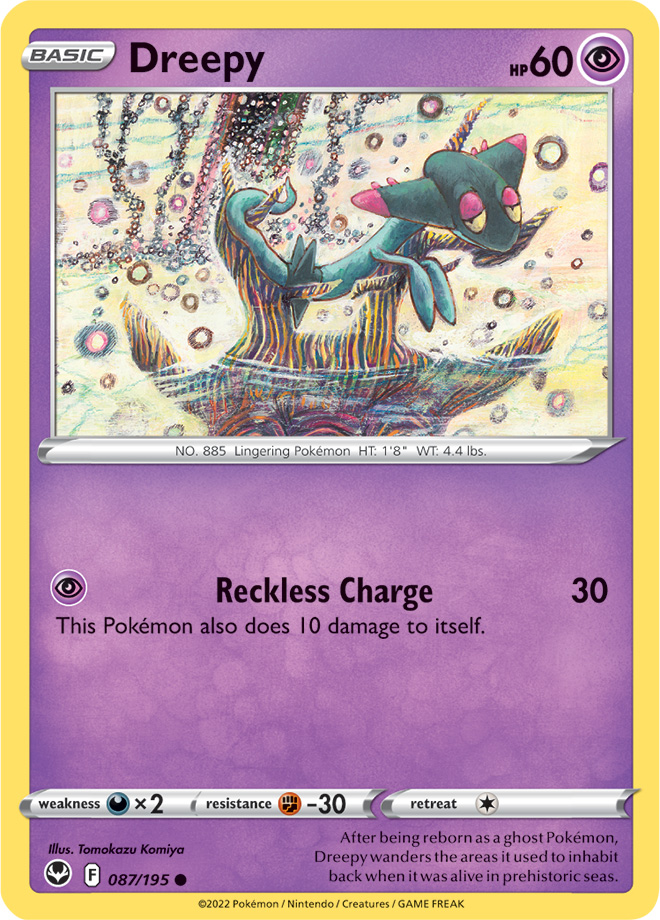 BASIC Dreepy HP60
NO. 885 Lingering Pokémon HT: 1'8" WT: 4.4 lbs.
Reckless Charge 30
This Pokémon also does 10 damage to itself.
weakness ×2 resistance -30 retreat
Illus. Tomokazu Komiya
F 087/195
After being reborn as a ghost Pokémon,
Dreepy wanders the areas it used to inhabit
back when it was alive in prehistoric seas.
©2022 Pokémon / Nintendo / Creatures / GAME FREAK